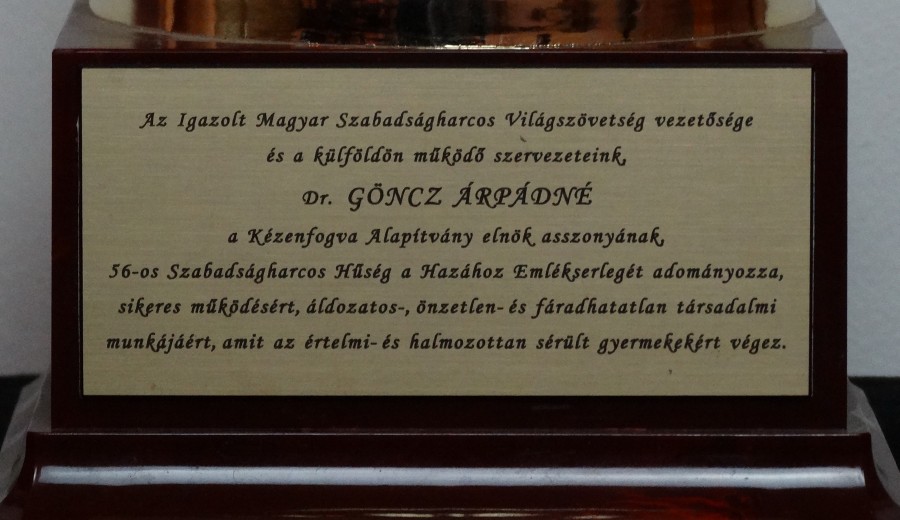 Az Igazolt Magyar Szabadságharcos Világszövetség vezetősége
és a külföldön működő szervezeteink,
Dr. GÖNCZ ÁRPÁDNÉ
a Kézenfogva Alapítvány elnök asszonyának,
56-os Szabadságharcos Hűség a Hazához Emlékserlegét adományozza,
sikeres működésért, áldozatos-, önzetlen- és fáradhatatlan társadalmi
munkájáért, amit az értelmi- és halmozottan sérült gyermekekért végez.